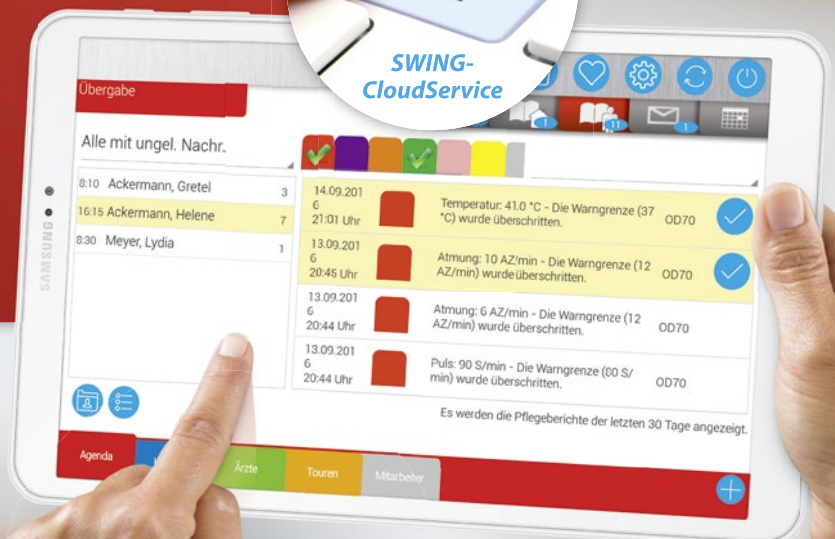 SWING-
CloudService
Übergabe
1
11
1
Alle mit ungel. Nachr..
8:10 Ackermann, Gretel 3
16:15 Ackermann, Helene 7
8:30 Meyer, Lydia 1
14.09.201
6
21:01 Uhr
Temperatur: 41.0 °C - Die Warngrenze (37
°C) wurde überschritten.
OD70
13.09.201
6
20:45 Uhr
Atmung: 10 AZ/min - Die Warngrenze (12
AZ/min) wurde überschritten.
OD70
13.09.201
6
20:44 Uhr
Atmung: 6 AZ/min - Die Warngrenze (12
AZ/min) wurde überschritten.
OD70
13.09.201
6
20:44 Uhr
Puls: 90 S/min - Die Warngrenze (80 S/
min) wurde überschritten.
OD70
Es werden die Pflegeberichte der letzten 30 Tage angezeigt.
Agenda
Ärzte
Touren
Mitarbeiter
SAMSUNG